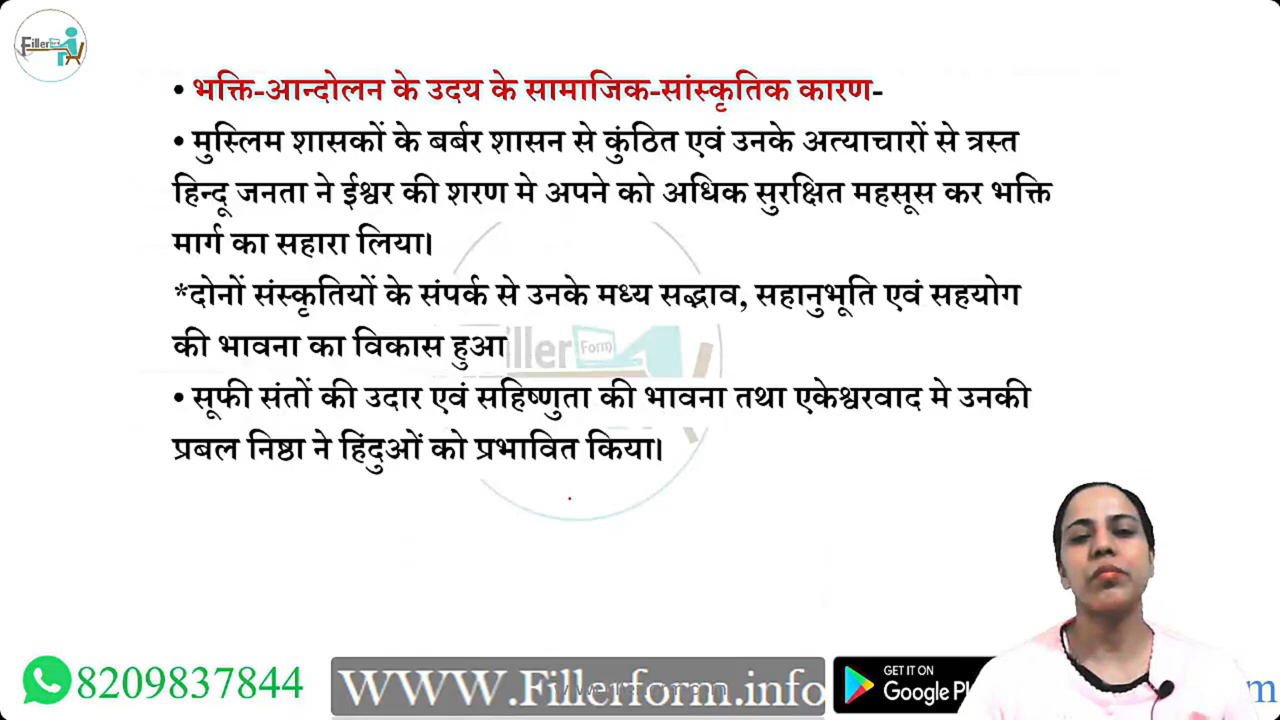 Filler
• भक्ति-आन्दोलन के उदय के सामाजिक-सांस्कृतिक कारण-
• मुस्लिम शासकों के बर्बर शासन से कुंठित एवं उनके अत्याचारों से त्रस्त
हिन्दू जनता ने ईश्वर की शरण मे अपने को अधिक सुरक्षित महसूस कर भक्ति
मार्ग का सहारा लिया।
*दोनों संस्कृतियों के संपर्क से उनके मध्य सद्भाव, सहानुभूति एवं सहयोग
की भावना का विकास हुआ
iller Form
• सूफी संतों की उदार एवं सहिष्णुता की भावना तथा एकेश्वरवाद मे उनकी
प्रबल निष्ठा ने हिंदुओं को प्रभावित किया।
8209837844
WWW.Fillerform.info
GET IT ON
Google Pl
m